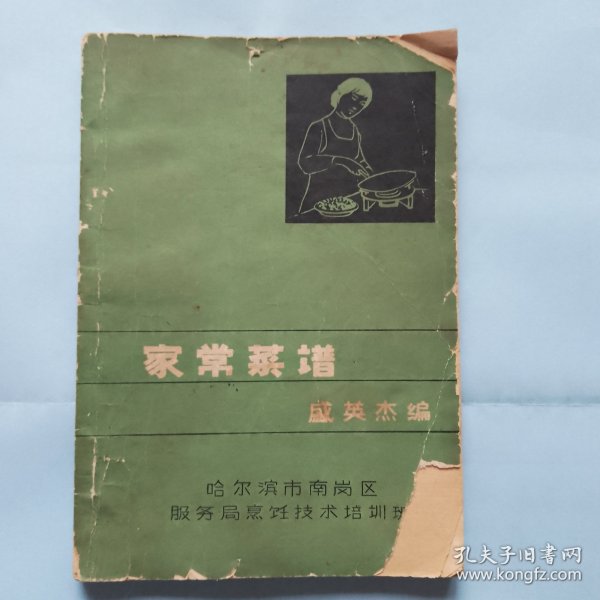 家常菜谱
戚英杰编
哈尔滨市南岗区
服务局烹饪技术培训班
孔夫子旧书网
www.kongfz.com